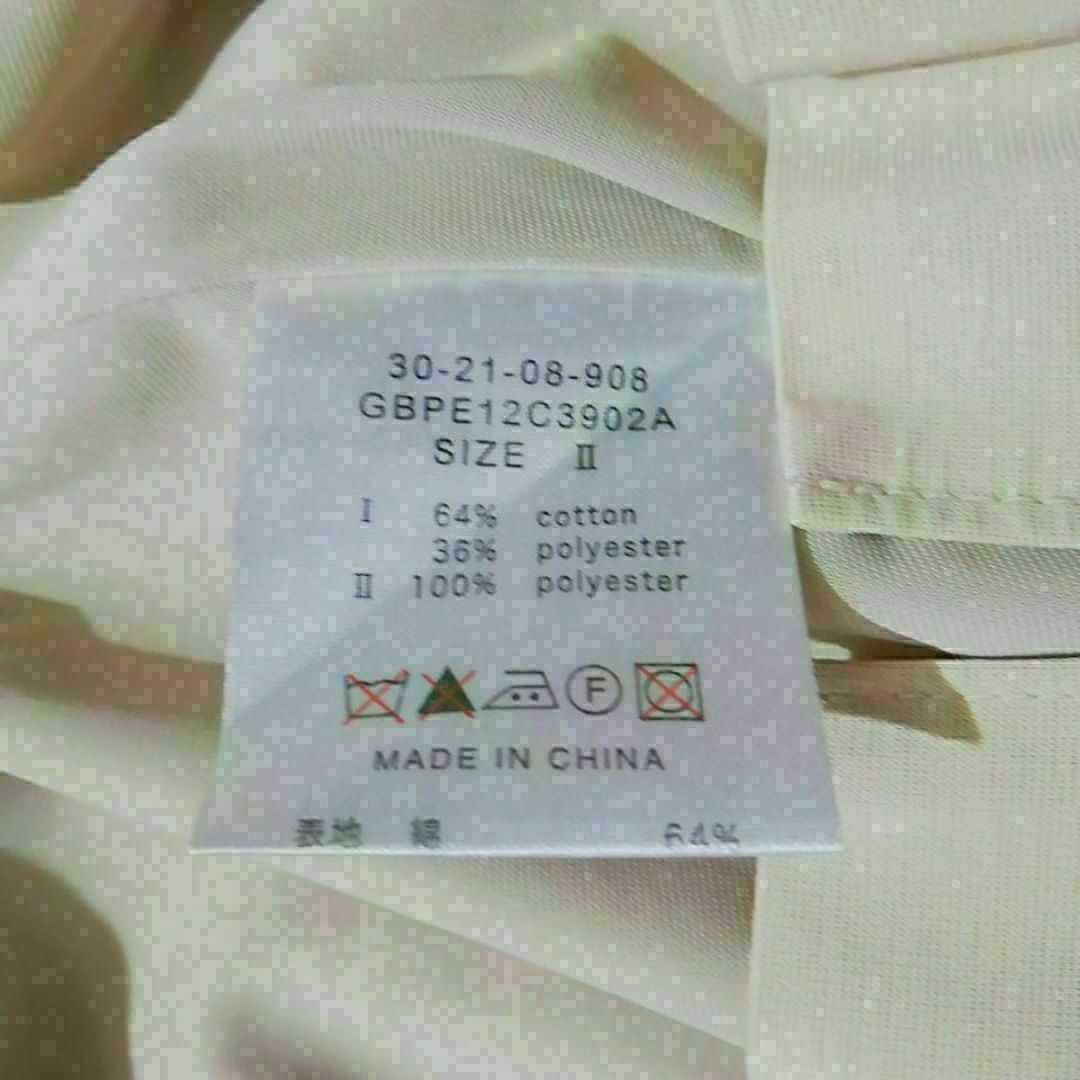 30-21-08-908
GBPE12C3902A
SIZE Ⅱ
Ⅰ 64% cotton
36% polyester
Ⅱ 100% polyester
F
MADE IN CHINA
表地 綿 64%